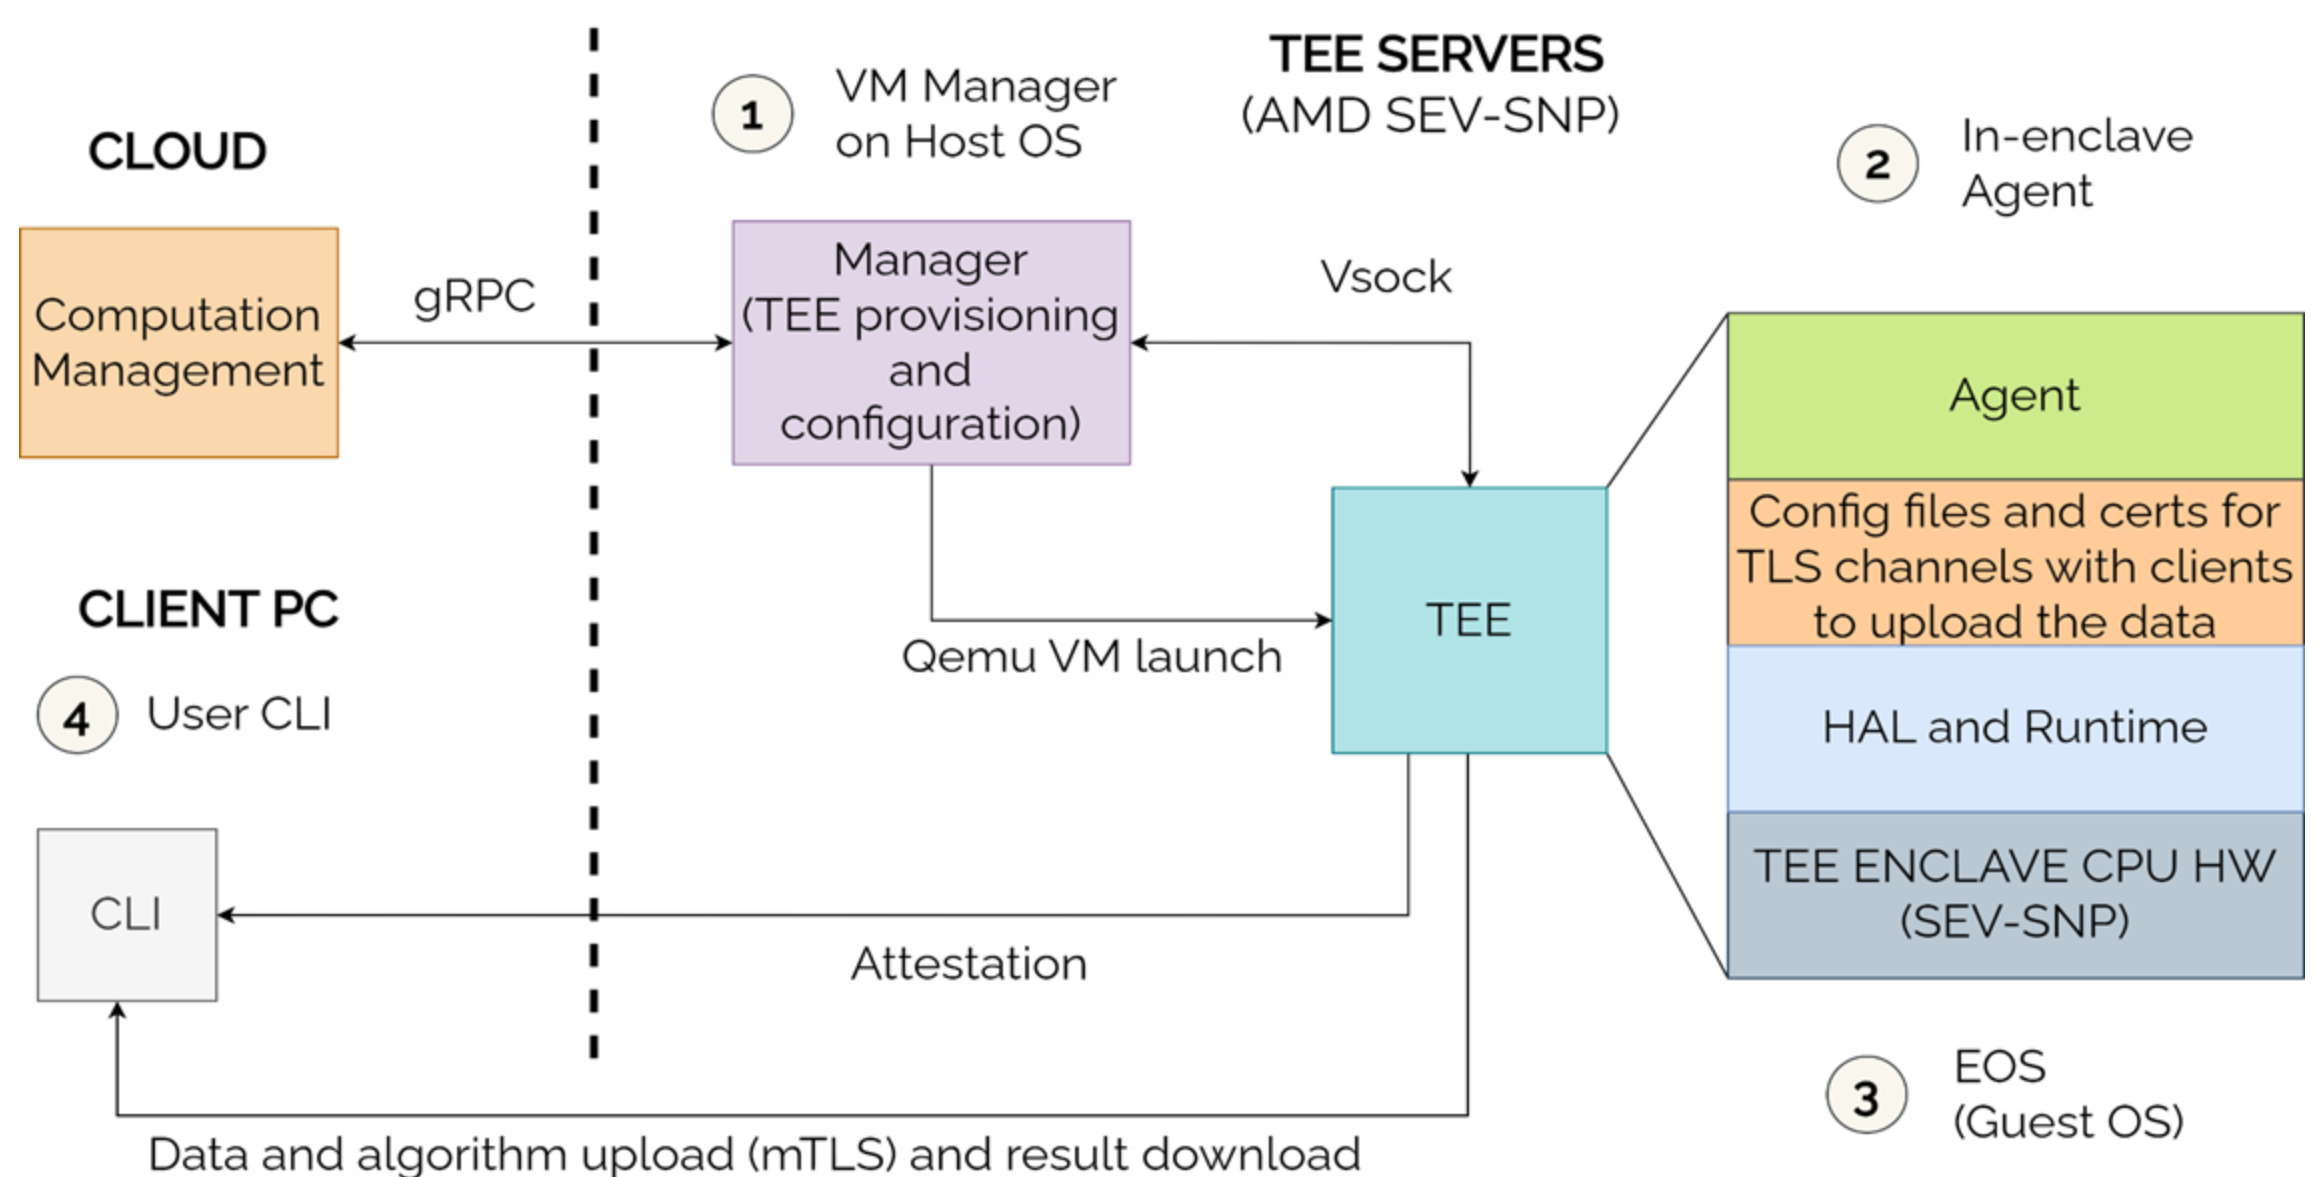 TEE SERVERS
(AMD SEV-SNP)
1
VM Manager
on Host OS
CLOUD
2
In-enclave
Agent
Computation
Management
gRPC
Manager
(TEE provisioning
and
configuration)
Vsock
Agent
Config files and certs for
TLS channels with clients
to upload the data
HAL and Runtime
TEE ENCLAVE CPU HW
(SEV-SNP)
CLIENT PC
TEE
Qemu VM launch
4
User CLI
CLI
Attestation
3
EOS
(Guest OS)
Data and algorithm upload (mTLS) and result download